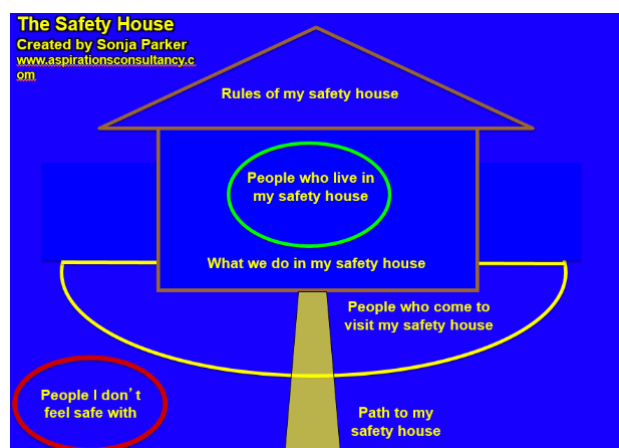 The Safety House
Created by Sonja Parker
www.aspirationsconsultancy.c
om
Rules of my safety house
People who live in
my safety house
What we do in my safety house
People who come to
visit my safety house
People I don't
feel safe with
Path to my
safety house